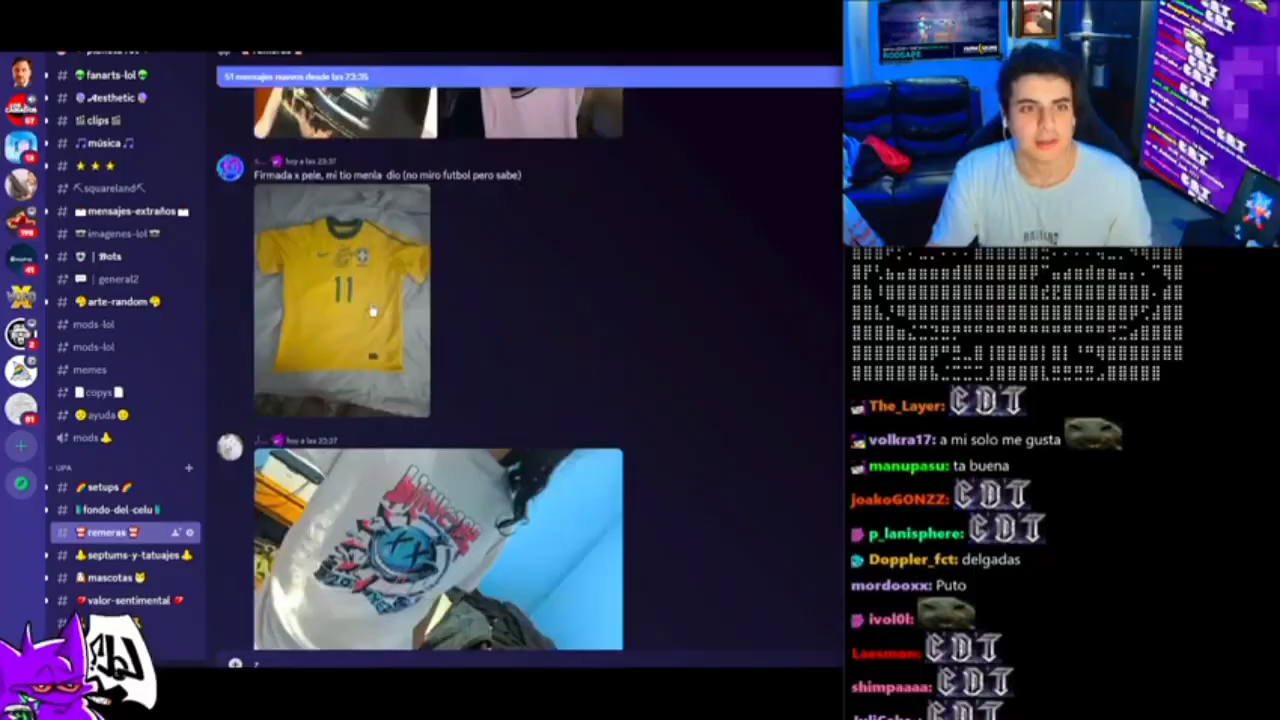 fanarts-lol
Aesthetic
clips
música
squareland
mensajes-extraños
imagenes-lol
| Bots
| general2
arte-random
mods-lol
mods-lol
memes
copys
ayuda
mods
UPA
setups
fondo-del-celu
remeras
septums-y-tatuajes
mascotas
valor-sentimental
51 mensajes nuevos desde las 23:35
hoy a las 23:37
Firmada x pele, mi tio menla dio (no miro futbol pero sabe)
11
hoy a las 23:37
The_Layer: CDT
volkra17: a mi solo me gusta
manupasu: ta buena
joakoGONZZ: CDT
p_lanisphere: CDT
Doppler_fct: delgadas
mordooxx: Puto
ivol0l:
Laesman: CDT
shimpaaaa: CDT
CDT